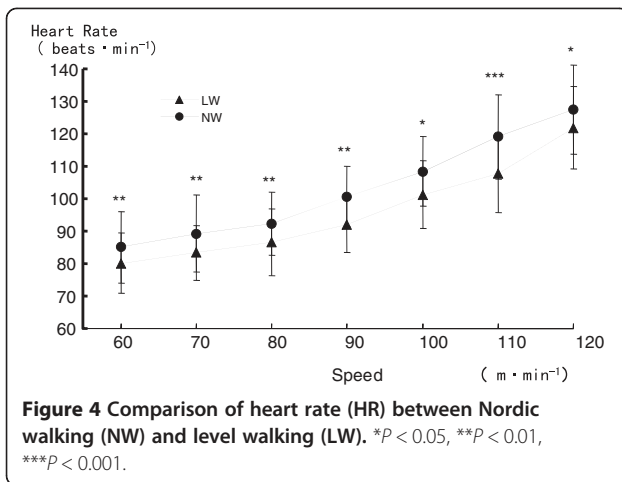 Heart Rate
( beats・min⁻¹)
140
130
120
110
100
90
80
70
60
LW
NW
**
**
**
**
*
***
*
60 70 80 90 100 110 120
Speed ( m・min⁻¹)
Figure 4 Comparison of heart rate (HR) between Nordic
walking (NW) and level walking (LW). *P < 0.05, **P < 0.01,
***P < 0.001.